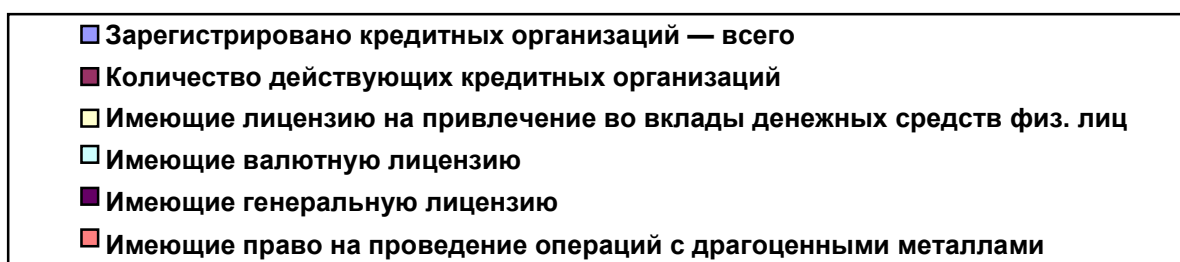 Зарегистрировано кредитных организаций — всего
Количество действующих кредитных организаций
Имеющие лицензию на привлечение во вклады денежных средств физ. лиц
Имеющие валютную лицензию
Имеющие генеральную лицензию
Имеющие право на проведение операций с драгоценными металлами